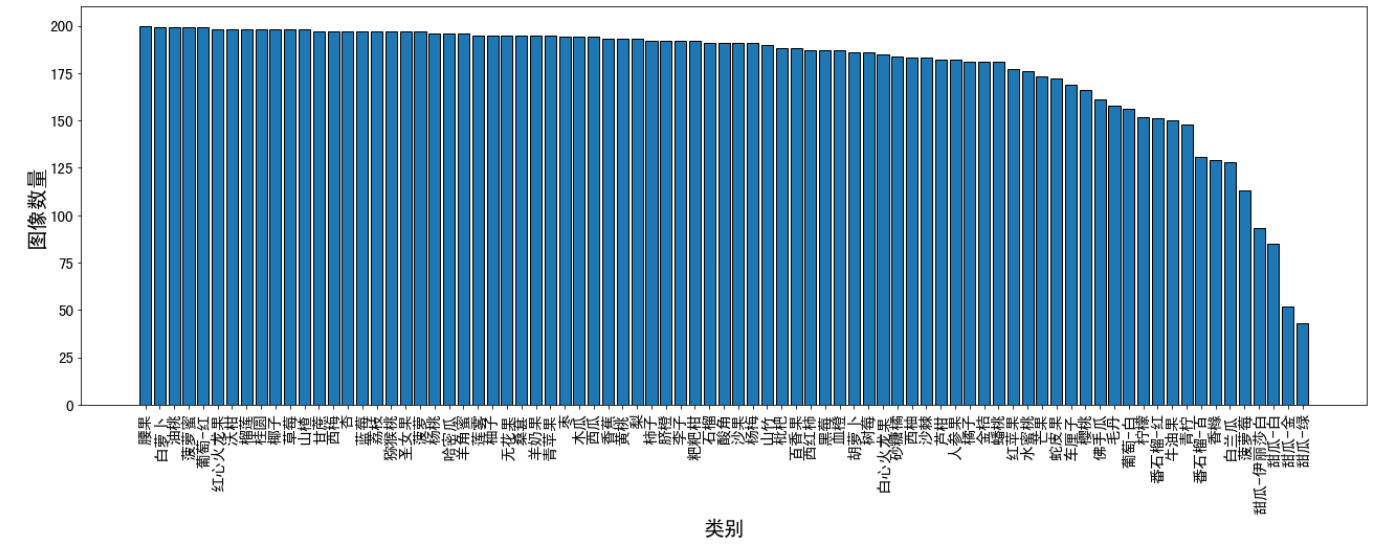 200
175
150
125
100
75
50
25
0
图像数量
腰果
白萝卜
油桃
菠萝蜜
葡萄-红
红心火龙果
沃柑
榴莲
桂圆
椰子
草莓
山楂
甘蔗
西梅
杏
蓝莓
荔枝
猕猴桃
圣女果
菠萝
杨桃
哈密瓜
羊角蜜
莲雾
柚子
无花果
桑葚
羊奶果
青苹果
枣
木瓜
西瓜
香蕉
黄桃
梨
柿子
脐橙
李子
粑粑柑
石榴
酸角
沙果
杨梅
山竹
枇杷
百香果
西红柿
黑莓
血橙
胡萝卜
树莓
白心火龙果
砂糖橘
西柚
沙棘
芦柑
人参果
橘子
金桔
蟠桃
红苹果
水蜜桃
芒果
蛇皮果
车厘子
樱桃
佛手瓜
毛丹
葡萄-白
柠檬
番石榴-红
牛油果
青柠
番石榴-百
香橼
白兰瓜
菠萝莓
甜瓜-伊丽莎白
甜瓜-白
甜瓜-金
甜瓜-绿
类别